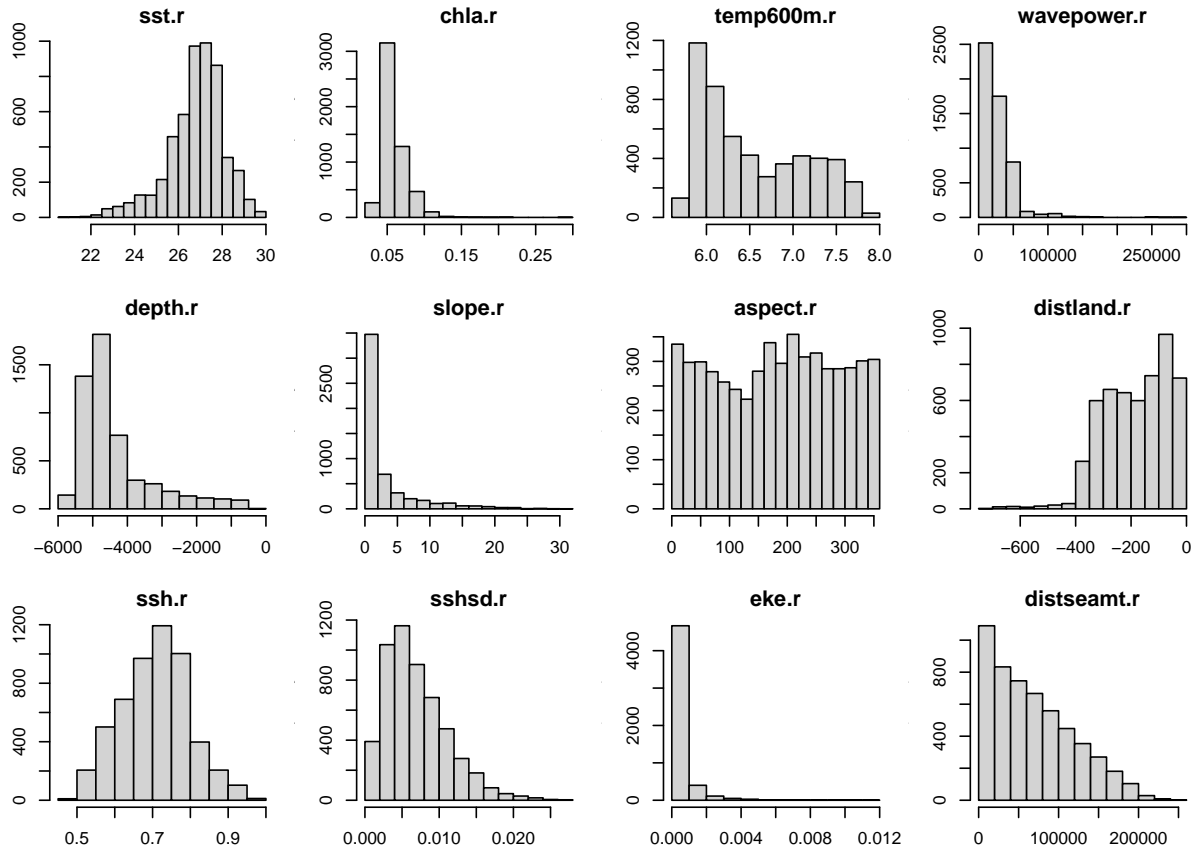 sst.r
chla.r
temp600m.r
wavepower.r
0 200 600 1000
0 1000 2000 3000
0 400 800 1200
0 500 1500 2500
22 24 26 28 30
0.05 0.15 0.25
6.0 6.5 7.0 7.5 8.0
0 100000 250000
depth.r
slope.r
aspect.r
distland.r
0 500 1500
0 500 1500 2500
0 100 200 300
0 200 400 600 800 1000
−6000 −4000 −2000 0
0 5 10 20 30
0 100 200 300
−600 −400 −200 0
ssh.r
sshsd.r
eke.r
distseamt.r
0 400 800 1200
0 400 800 1200
0 2000 4000
0 400 800
0.5 0.7 0.9
0.000 0.010 0.020
0.000 0.004 0.008 0.012
0 100000 200000